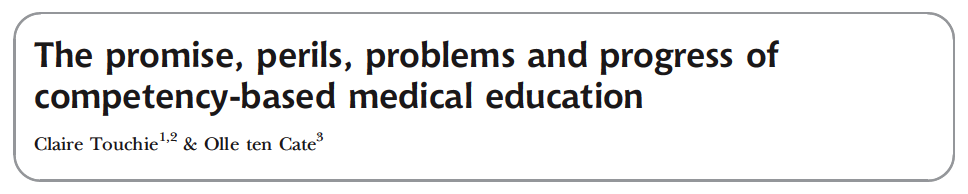 The promise, perils, problems and progress of
competency-based medical education
Claire Touchie1,2 & Olle ten Cate3